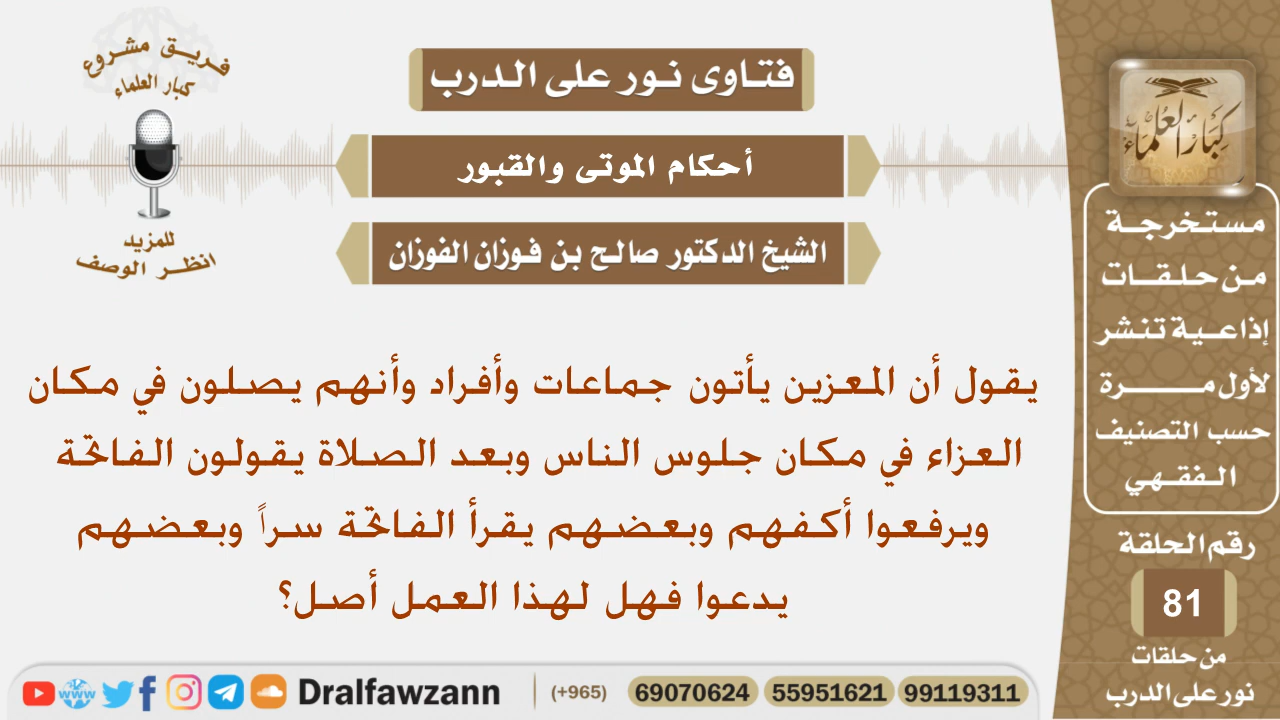 فريق مشروع
كبار العلماء
للمزيد
انظر الوصف
فتاوى نور على الدرب
أحكام الموتى والقبور
الشيخ الدكتور صالح بن فوزان الفوزان
يقول أن المعزين يأتون جماعات وأفراد وأنهم يصلون في مكان
العزاء في مكان جلوس الناس وبعد الصلاة يقولون الفاتحة
ويرفعوا أكفهم وبعضهم يقرأ الفاتحة سراً وبعضهم
يدعوا فهل لهذا العمل أصل؟
كبار العلماء
مستخرجة
من حلقات
إذاعية تنشر
لأول مرة
حسب التصنيف
الفقهي
رقم الحلقة
81
من حلقات
نور على الدرب
www
Dralfawzann
(+965)
69070624
55951621
99119311